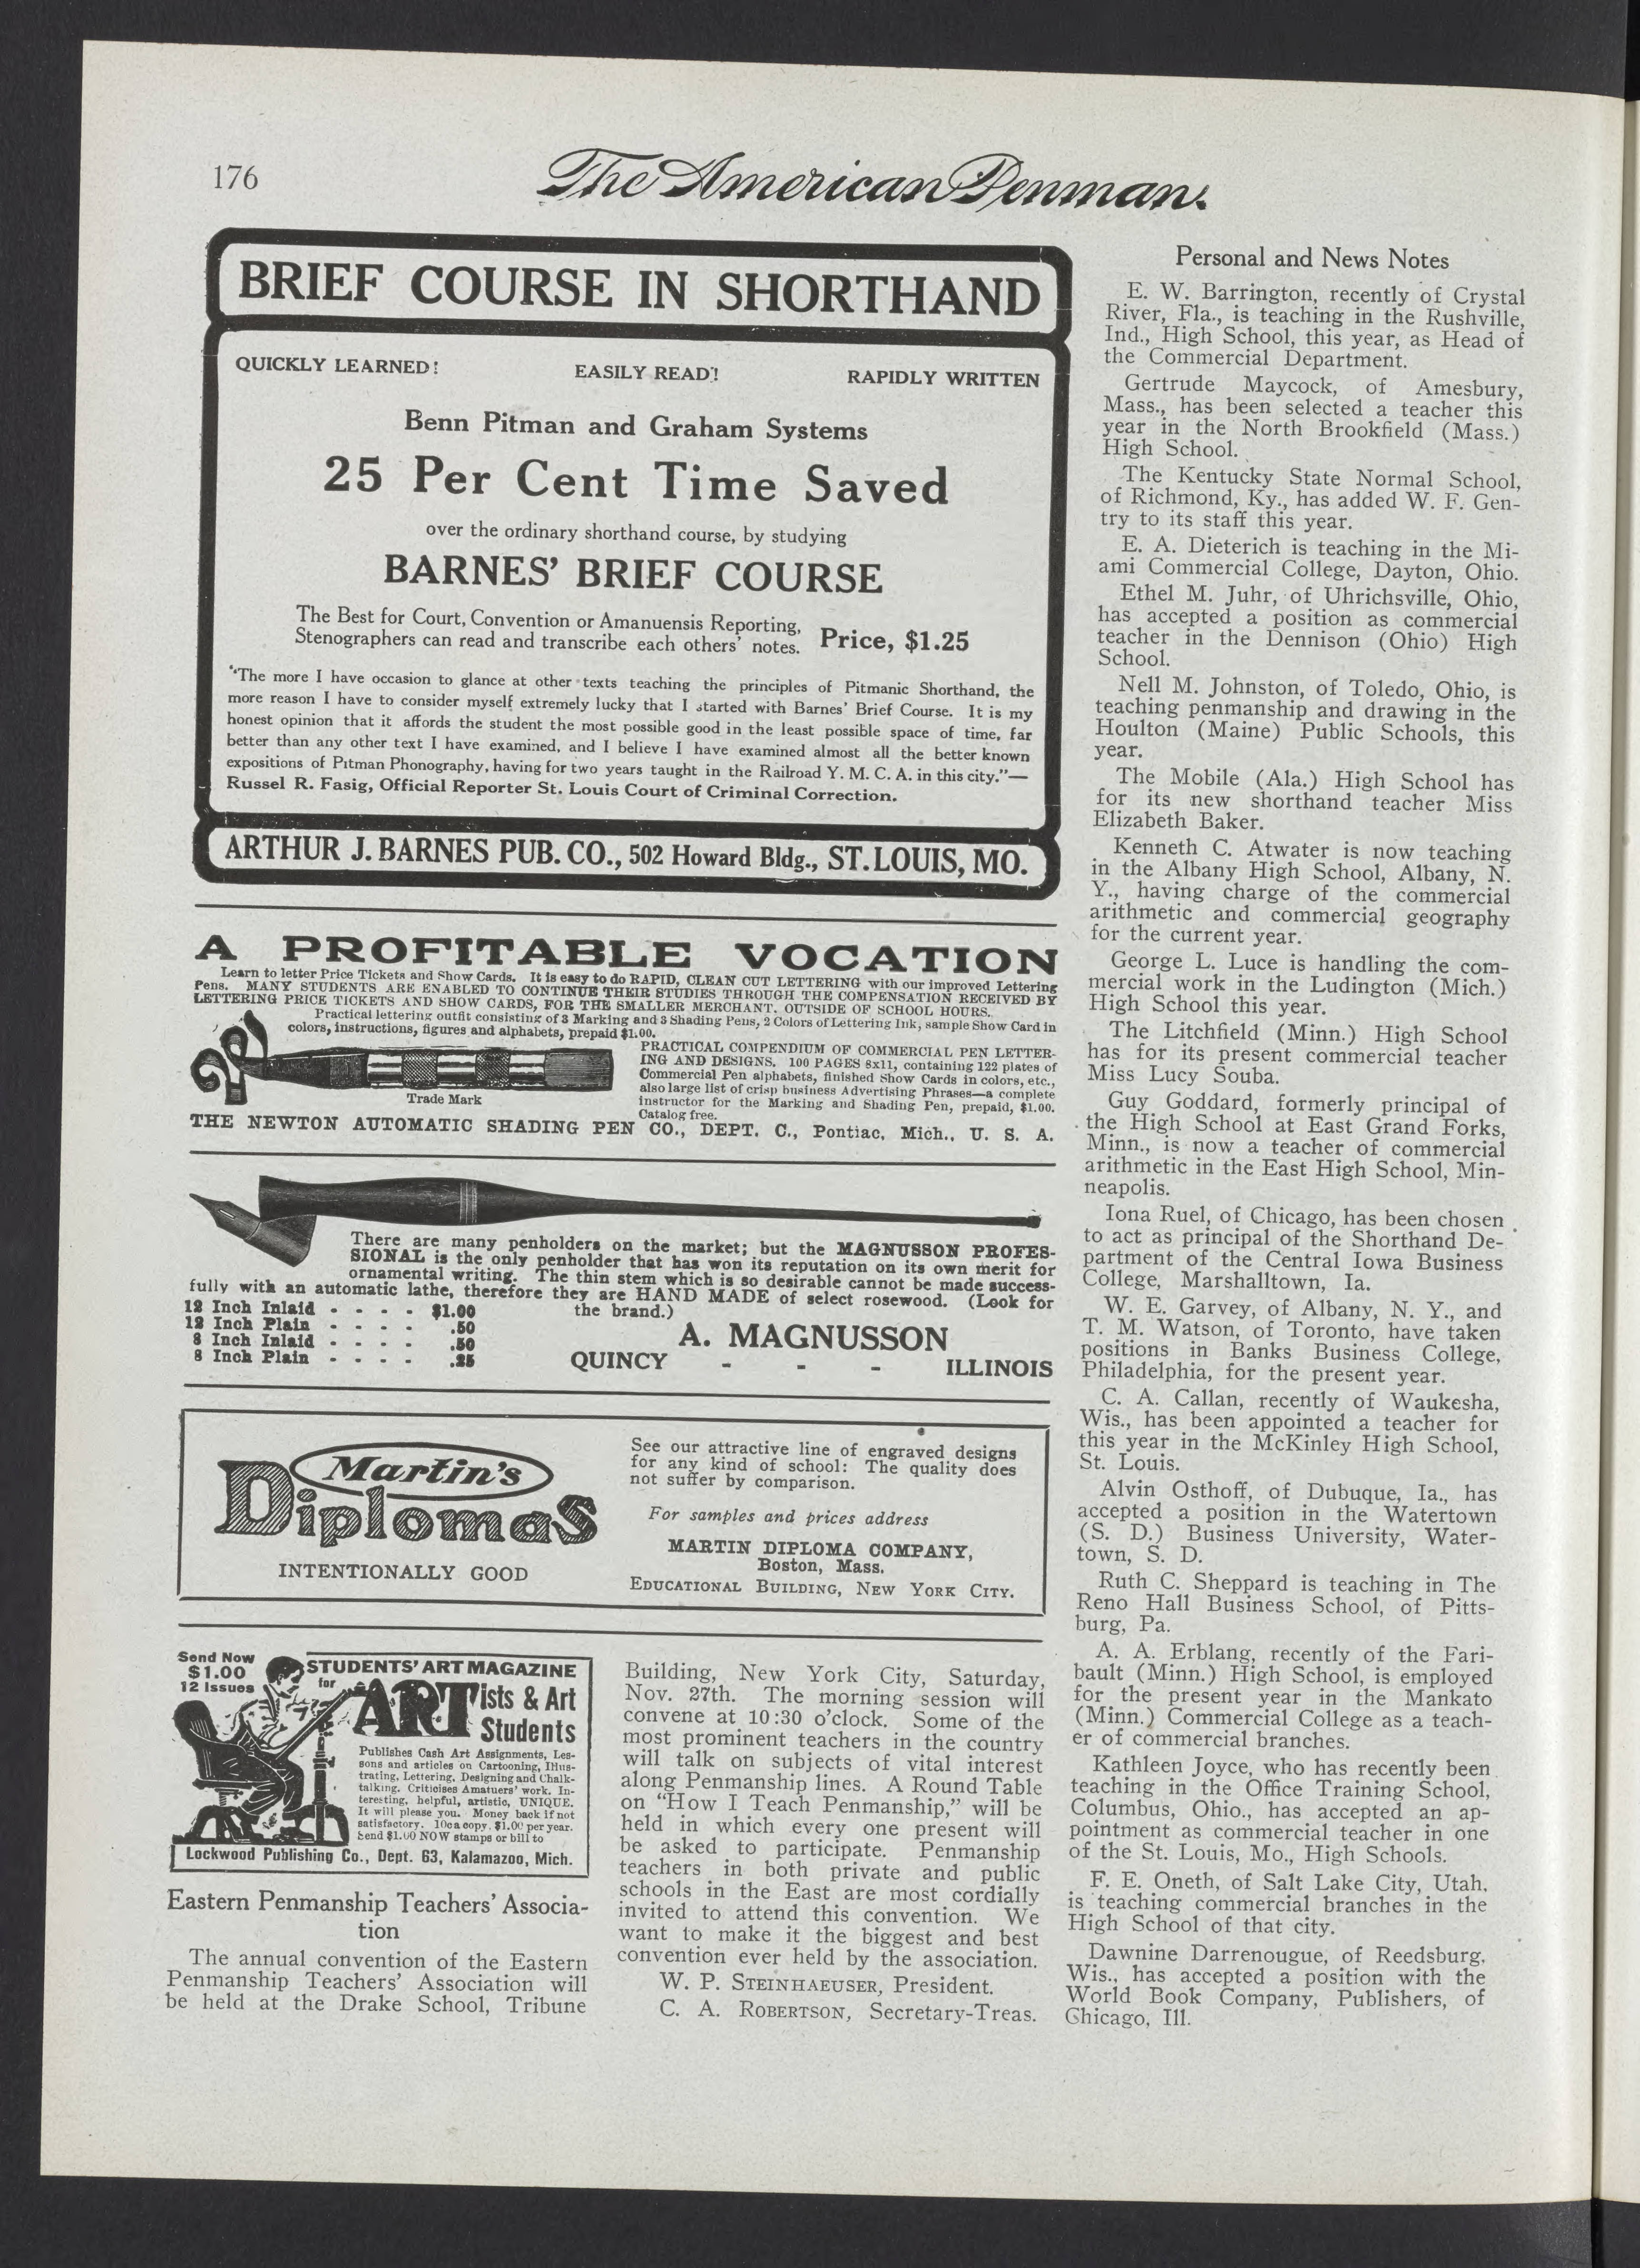 176
The American Penman.
BRIEF COURSE IN SHORTHAND
QUICKLY LEARNED! EASILY READ! RAPIDLY WRITTEN
Benn Pitman and Graham Systems
25 Per Cent Time Saved
over the ordinary shorthand course, by studying
BARNES' BRIEF COURSE
The Best for Court, Convention or Amanuensis Reporting,
Stenographers can read and transcribe each others' notes. Price, $1.25
"The more I have occasion to glance at other texts teaching the principles of Pitmanic Shorthand, the
more reason I have to consider myself extremely lucky that I started with Barnes' Brief Course. It is my
honest opinion that it affords the student the most possible good in the least possible space of time, far
better than any other text I have examined, and I believe I have examined almost all the better known
expositions of Pitman Phonography, having for two years taught in the Railroad Y. M. C. A. in this city."—
Russel R. Fasig, Official Reporter St. Louis Court of Criminal Correction.
ARTHUR J. BARNES PUB. CO., 502 Howard Bldg., ST. LOUIS, MO.
A PROFITABLE VOCATION
Learn to letter Price Tickets and Show Cards. It is easy to do RAPID, CLEAN CUT LETTERING with our improved Lettering
Pens. MANY STUDENTS ARE ENABLED TO CONTINUE THEIR STUDIES THROUGH THE COMPENSATION RECEIVED BY
LETTERING PRICE TICKETS AND SHOW CARDS, FOR THE SMALLER MERCHANT, OUTSIDE OF SCHOOL HOURS.
Practical lettering outfit consisting of 3 Marking and 3 Shading Pens, 2 Colors of Lettering Ink, sample Show Card in
colors, instructions, figures and alphabets, prepaid $1.00.
PRACTICAL COMPENDIUM OF COMMERCIAL PEN LETTER-
ING AND DESIGNS, 100 PAGES 8x11, containing 122 plates of
Commercial Pen alphabets, finished Show Cards in colors, etc.,
also large list of crisp business Advertising Phrases—a complete
instructor for the Marking and Shading Pen, prepaid, $1.00.
Catalog free.
Trade Mark
THE NEWTON AUTOMATIC SHADING PEN CO., DEPT. C., Pontiac, Mich., U. S. A.
There are many penholders on the market; but the MAGNUSSON PROFES-
SIONAL is the only penholder that has won its reputation on its own merit for
ornamental writing. The thin stem which is so desirable cannot be made success-
fully with an automatic lathe, therefore they are HAND MADE of select rosewood. (Look for
the brand.)
12 Inch Inlaid - - - - $1.00
12 Inch Plain - - - - .50
8 Inch Inlaid - - - - .50
8 Inch Plain - - - - .25
A. MAGNUSSON
QUINCY - - - ILLINOIS
Martin's
Diplomas
INTENTIONALLY GOOD
See our attractive line of engraved designs
for any kind of school: The quality does
not suffer by comparison.
For samples and prices address
MARTIN DIPLOMA COMPANY,
Boston, Mass.
EDUCATIONAL BUILDING, NEW YORK CITY.
Send Now
$1.00
12 Issues
STUDENTS' ART MAGAZINE
for
ARTists & Art
Students
Publishes Cash Art Assignments, Les-
sons and articles on Cartooning, Illus-
trating, Lettering, Designing and Chalk-
talking. Criticises Amatuers' work. In-
teresting, helpful, artistic, UNIQUE.
It will please you. Money back if not
satisfactory. 10c a copy. $1.00 per year.
Send $1.00 NOW stamps or bill to
Lockwood Publishing Co., Dept. 63, Kalamazoo, Mich.
Eastern Penmanship Teachers' Associa-
tion
The annual convention of the Eastern
Penmanship Teachers' Association will
be held at the Drake School, Tribune
Building, New York City, Saturday,
Nov. 27th. The morning session will
convene at 10:30 o'clock. Some of the
most prominent teachers in the country
will talk on subjects of vital interest
along Penmanship lines. A Round Table
on "How I Teach Penmanship," will be
held in which every one present will
be asked to participate. Penmanship
teachers in both private and public
schools in the East are most cordially
invited to attend this convention. We
want to make it the biggest and best
convention ever held by the association.
W. P. STEINHAEUSER, President.
C. A. ROBERTSON, Secretary-Treas.
Personal and News Notes
E. W. Barrington, recently of Crystal
River, Fla., is teaching in the Rushville,
Ind., High School, this year, as Head of
the Commercial Department.
Gertrude Maycock, of Amesbury,
Mass., has been selected a teacher this
year in the North Brookfield (Mass.)
High School.
The Kentucky State Normal School,
of Richmond, Ky., has added W. F. Gen-
try to its staff this year.
E. A. Dieterich is teaching in the Mi-
ami Commercial College, Dayton, Ohio.
Ethel M. Juhr, of Uhrichsville, Ohio,
has accepted a position as commercial
teacher in the Dennison (Ohio) High
School.
Nell M. Johnston, of Toledo, Ohio, is
teaching penmanship and drawing in the
Houlton (Maine) Public Schools, this
year.
The Mobile (Ala.) High School has
for its new shorthand teacher Miss
Elizabeth Baker.
Kenneth C. Atwater is now teaching
in the Albany High School, Albany, N.
Y., having charge of the commercial
arithmetic and commercial geography
for the current year.
George L. Luce is handling the com-
mercial work in the Ludington (Mich.)
High School this year.
The Litchfield (Minn.) High School
has for its present commercial teacher
Miss Lucy Souba.
Guy Goddard, formerly principal of
the High School at East Grand Forks,
Minn., is now a teacher of commercial
arithmetic in the East High School, Min-
neapolis.
Iona Ruel, of Chicago, has been chosen
to act as principal of the Shorthand De-
partment of the Central Iowa Business
College, Marshalltown, Ia.
W. E. Garvey, of Albany, N. Y., and
T. M. Watson, of Toronto, have taken
positions in Banks Business College,
Philadelphia, for the present year.
C. A. Callan, recently of Waukesha,
Wis., has been appointed a teacher for
this year in the McKinley High School,
St. Louis.
Alvin Osthoff, of Dubuque, Ia., has
accepted a position in the Watertown
(S. D.) Business University, Water-
town, S. D.
Ruth C. Sheppard is teaching in The
Reno Hall Business School, of Pitts-
burg, Pa.
A. A. Erblang, recently of the Fari-
bault (Minn.) High School, is employed
for the present year in the Mankato
(Minn.) Commercial College as a teach-
er of commercial branches.
Kathleen Joyce, who has recently been
teaching in the Office Training School,
Columbus, Ohio., has accepted an ap-
pointment as commercial teacher in one
of the St. Louis, Mo., High Schools.
F. E. Oneth, of Salt Lake City, Utah,
is teaching commercial branches in the
High School of that city.
Dawnine Darrenougue, of Reedsburg,
Wis., has accepted a position with the
World Book Company, Publishers, of
Chicago, Ill.